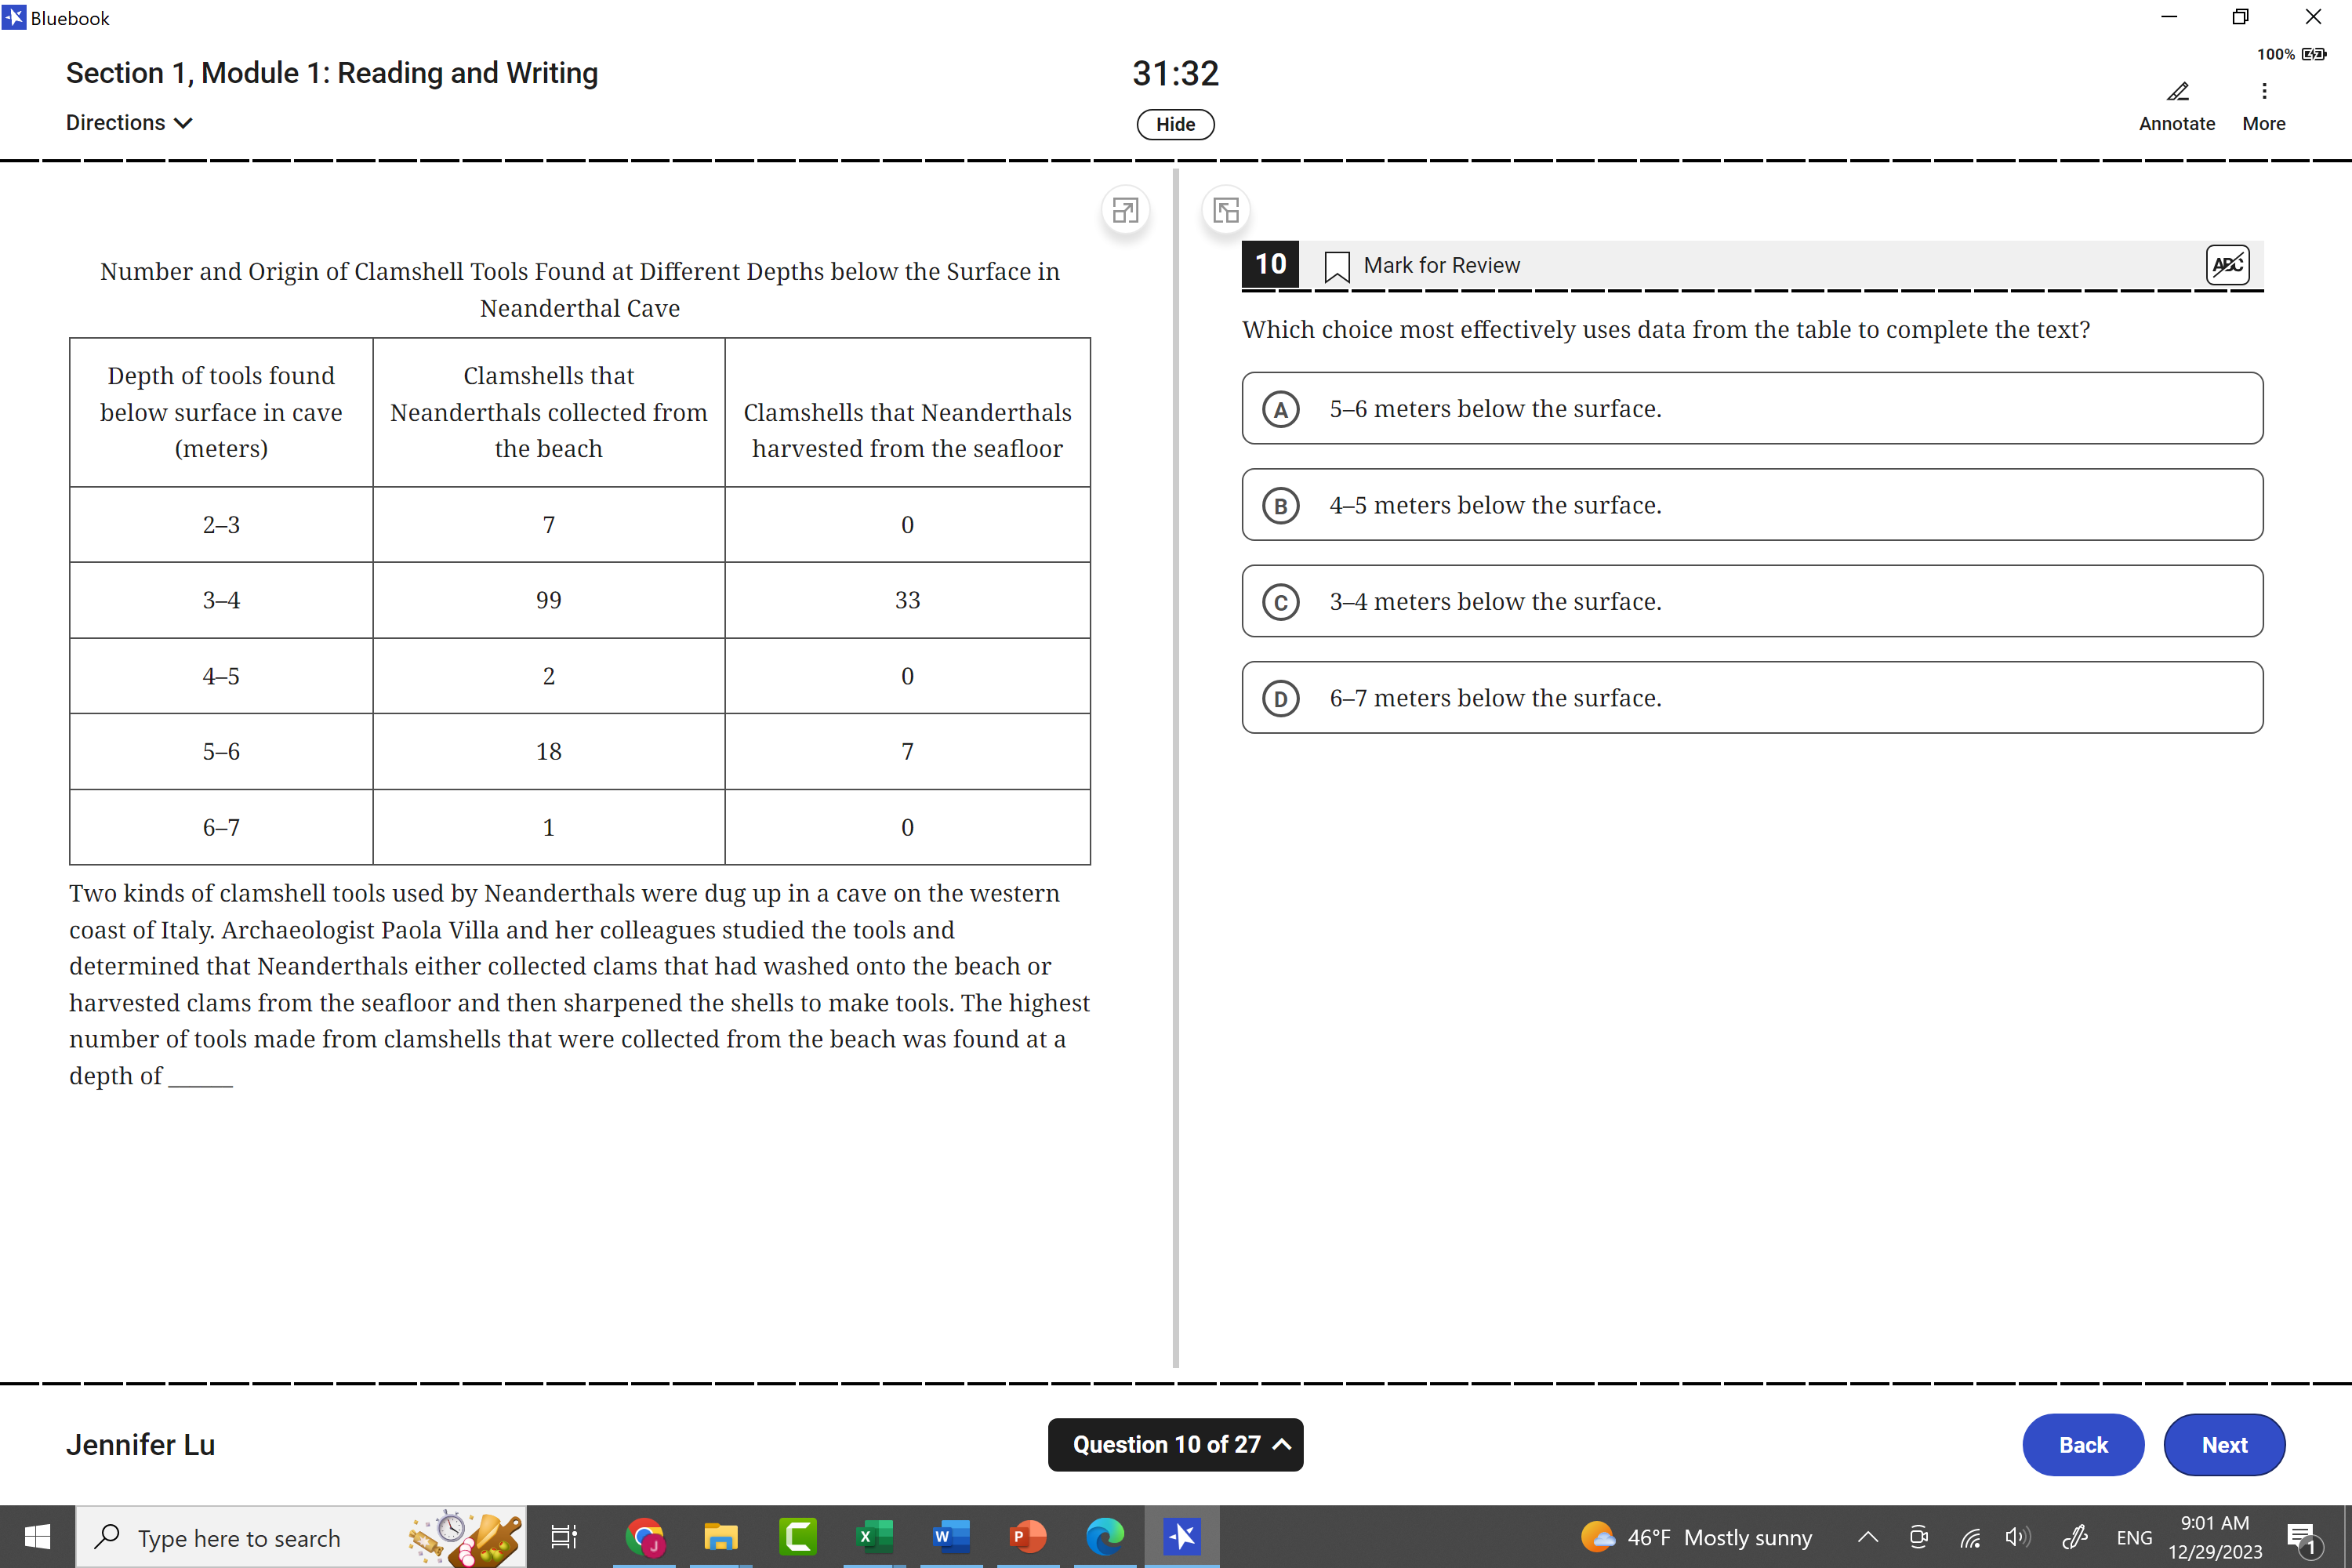 Bluebook
100%
Section 1, Module 1: Reading and Writing
31:32
Directions
Hide
Annotate
More
Number and Origin of Clamshell Tools Found at Different Depths below the Surface in
Neanderthal Cave
Depth of tools found
below surface in cave
(meters)
Clamshells that
Neanderthals collected from
the beach
Clamshells that Neanderthals
harvested from the seafloor
2–3 7 0
3–4 99 33
4–5 2 0
5–6 18 7
6–7 1 0
Two kinds of clamshell tools used by Neanderthals were dug up in a cave on the western
coast of Italy. Archaeologist Paola Villa and her colleagues studied the tools and
determined that Neanderthals either collected clams that had washed onto the beach or
harvested clams from the seafloor and then sharpened the shells to make tools. The highest
number of tools made from clamshells that were collected from the beach was found at a
depth of ______
10 Mark for Review ABC
Which choice most effectively uses data from the table to complete the text?
A 5–6 meters below the surface.
B 4–5 meters below the surface.
C 3–4 meters below the surface.
D 6–7 meters below the surface.
Jennifer Lu
Question 10 of 27
Back
Next
Type here to search
J
X
W
P
46°F Mostly sunny
ENG
9:01 AM
12/29/2023
1